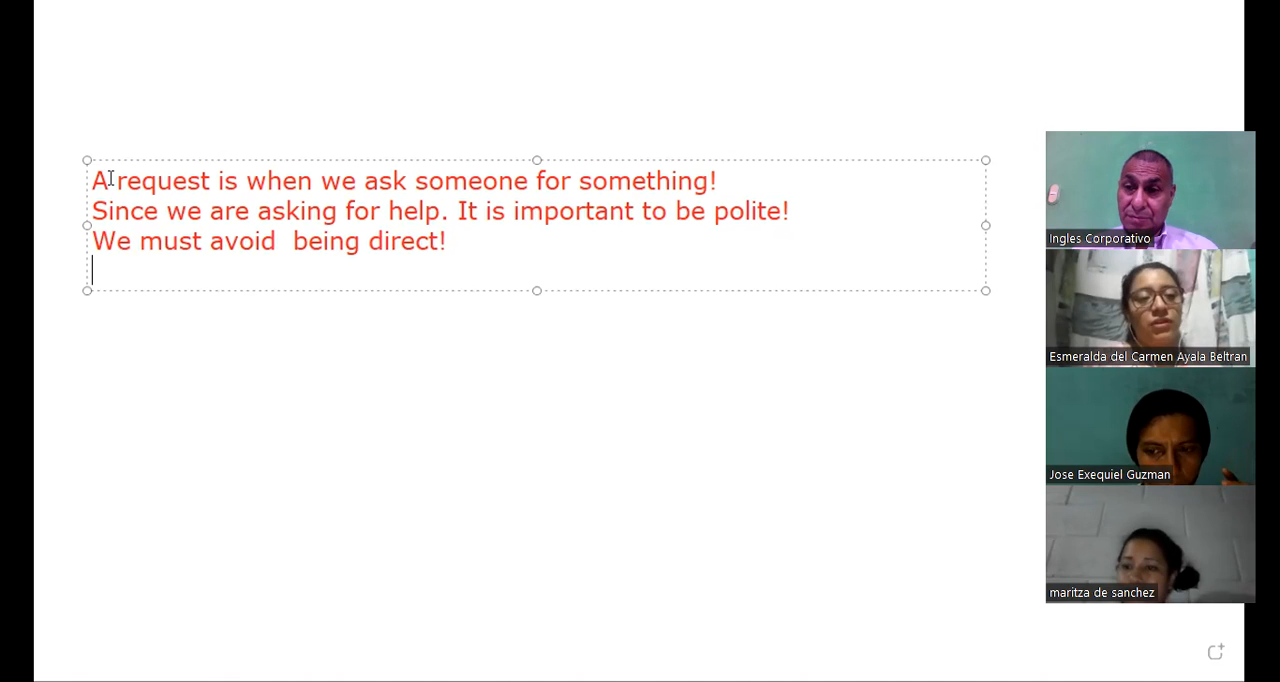 A request is when we ask someone for something!
Since we are asking for help. It is important to be polite!
We must avoid  being direct!
Ingles Corporativo
Esmeralda del Carmen Ayala Beltran
Jose Exequiel Guzman
maritza de sanchez